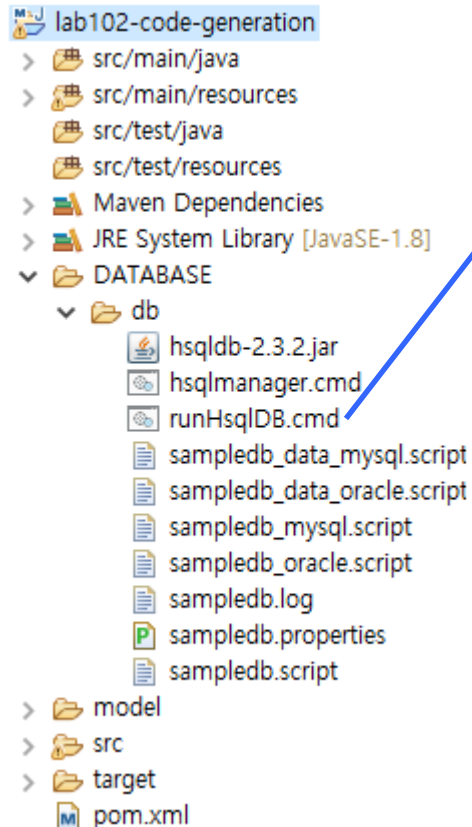 lab102-code-generation
src/main/java
src/main/resources
src/test/java
src/test/resources
Maven Dependencies
JRE System Library [JavaSE-1.8]
DATABASE
db
hsqldb-2.3.2.jar
hsqlmanager.cmd
runHsqlDB.cmd
sampledb_data_mysql.script
sampledb_data_oracle.script
sampledb_mysql.script
sampledb_oracle.script
sampledb.log
sampledb.properties
sampledb.script
model
src
target
pom.xml